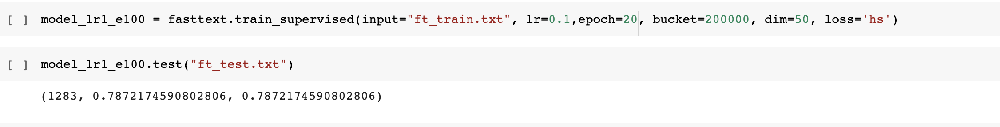 [ ] model_lr1_e100 = fasttext.train_supervised(input="ft_train.txt", lr=0.1,epoch=20, bucket=200000, dim=50, loss='hs')
[ ] model_lr1_e100.test("ft_test.txt")
(1283, 0.7872174590802806, 0.7872174590802806)